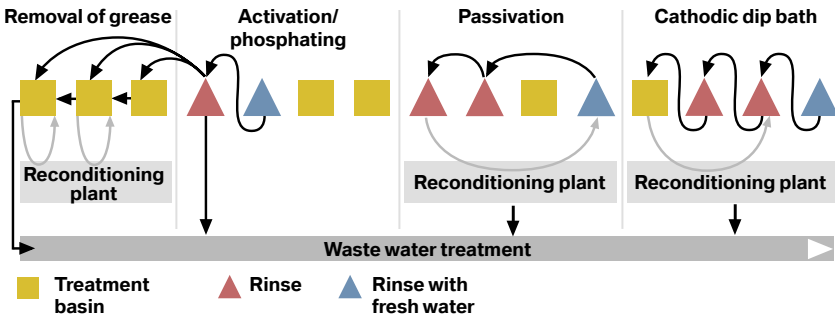 Removal of grease
Activation/
phosphating
Passivation
Cathodic dip bath
Reconditioning
plant
Reconditioning plant
Reconditioning plant
Waste water treatment
Treatment
basin
Rinse
Rinse with
fresh water